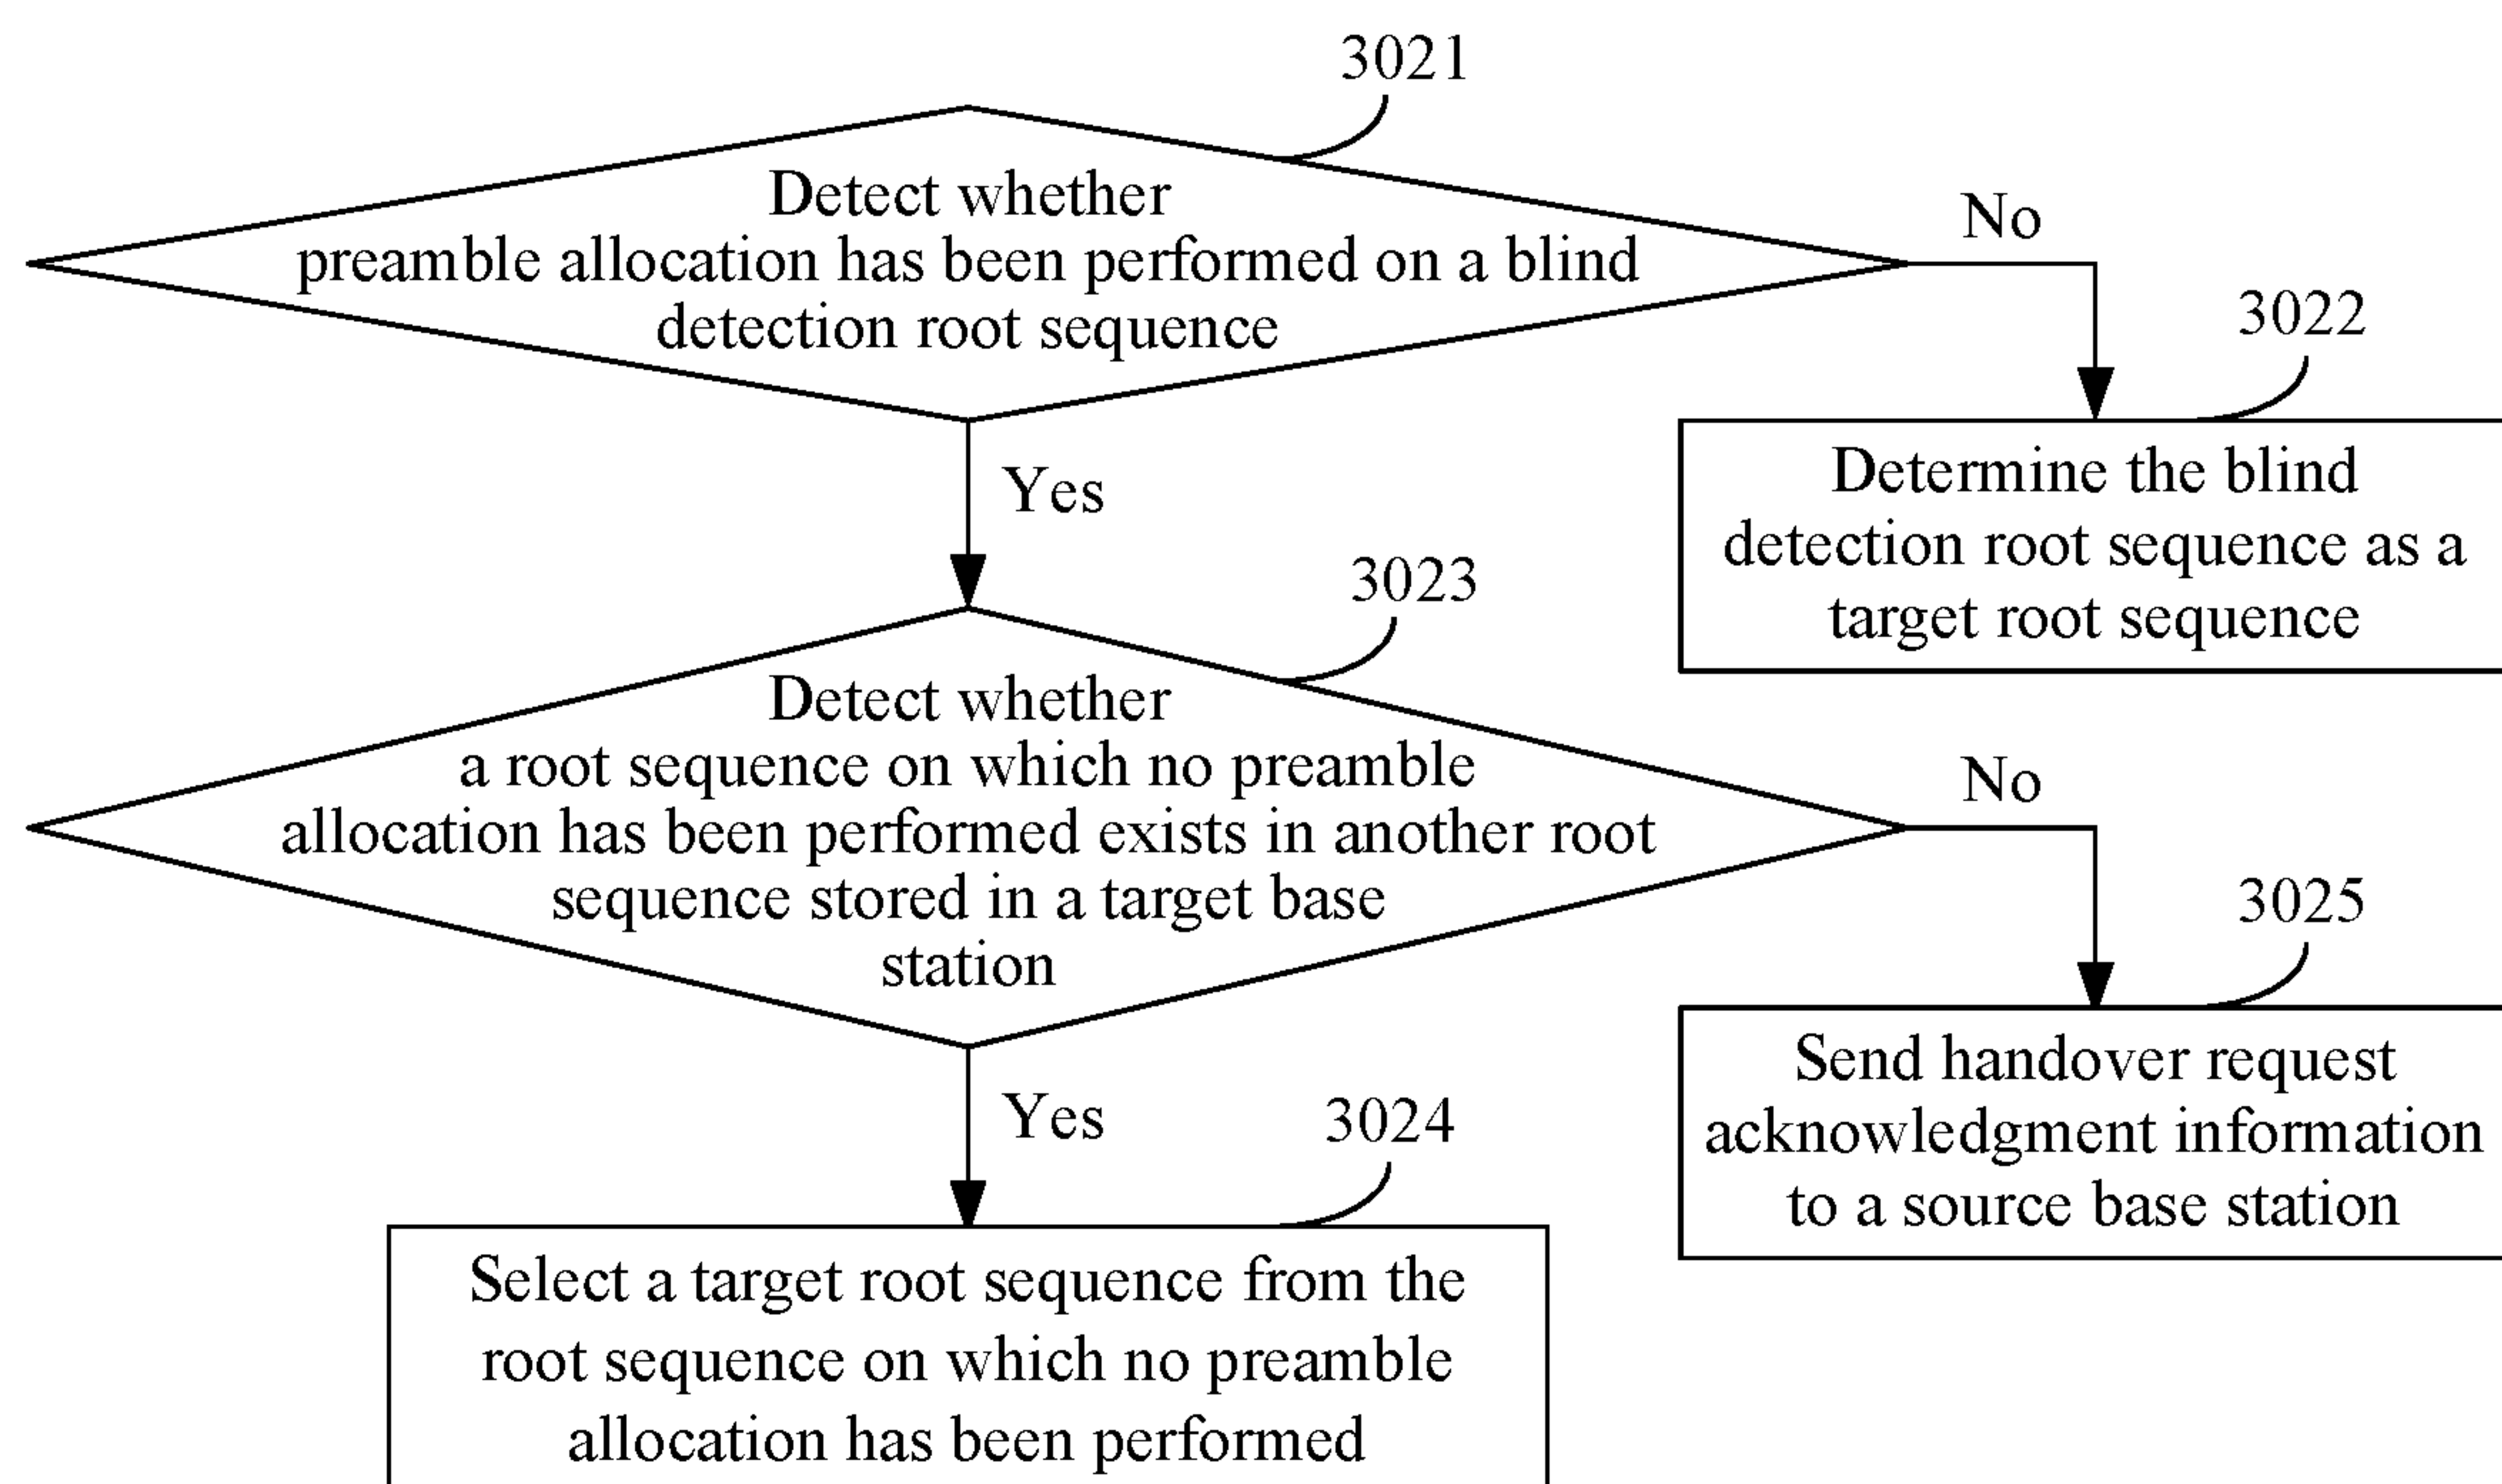 3021
Detect whether
preamble allocation has been performed on a blind
detection root sequence
No
3022
Determine the blind
detection root sequence as a
target root sequence
Yes
3023
Detect whether
a root sequence on which no preamble
allocation has been performed exists in another root
sequence stored in a target base
station
No
3025
Send handover request
acknowledgment information
to a source base station
Yes
3024
Select a target root sequence from the
root sequence on which no preamble
allocation has been performed